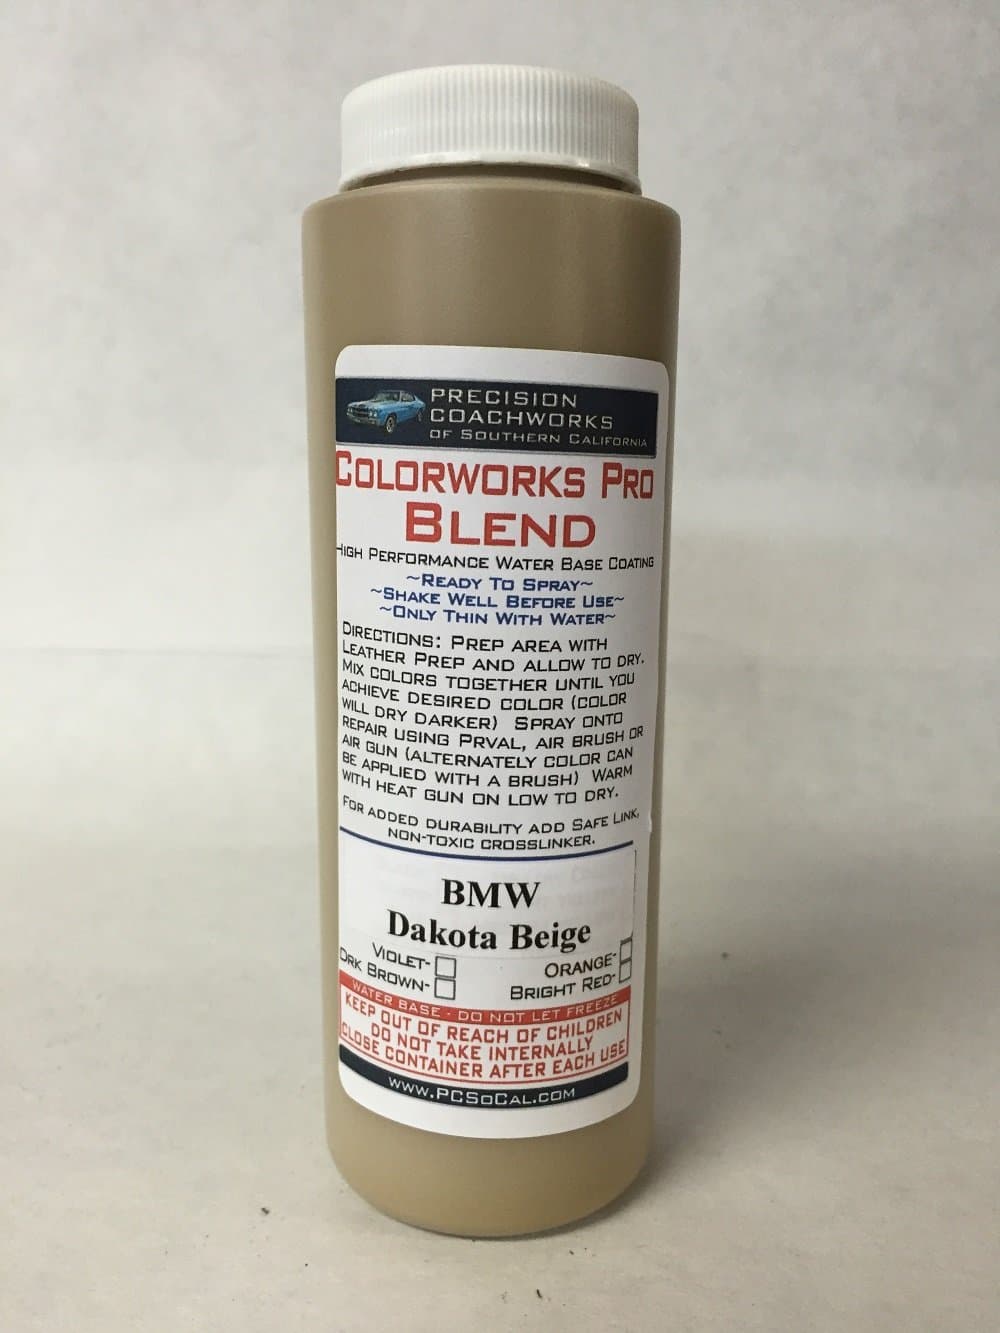 PRECISION
COACHWORKS
OF SOUTHERN CALIFORNIA
COLORWORKS PRO
BLEND
HIGH PERFORMANCE WATER BASE COATING
~READY TO SPRAY~
~SHAKE WELL BEFORE USE~
~ONLY THIN WITH WATER~
DIRECTIONS: PREP AREA WITH
LEATHER PREP AND ALLOW TO DRY.
MIX COLORS TOGETHER UNTIL YOU
ACHIEVE DESIRED COLOR (COLOR
WILL DRY DARKER) SPRAY ONTO
REPAIR USING PRVAL, AIR BRUSH OR
AIR GUN (ALTERNATELY COLOR CAN
BE APPLIED WITH A BRUSH) WARM
WITH HEAT GUN ON LOW TO DRY.
FOR ADDED DURABILITY ADD SAFE LINK,
NON-TOXIC CROSSLINKER.
BMW
Dakota Beige
VIOLET- ORANGE-
DRK BROWN- BRIGHT RED-
WATER BASE - DO NOT LET FREEZE
KEEP OUT OF REACH OF CHILDREN
DO NOT TAKE INTERNALLY
CLOSE CONTAINER AFTER EACH USE
WWW.PCSOCAL.COM